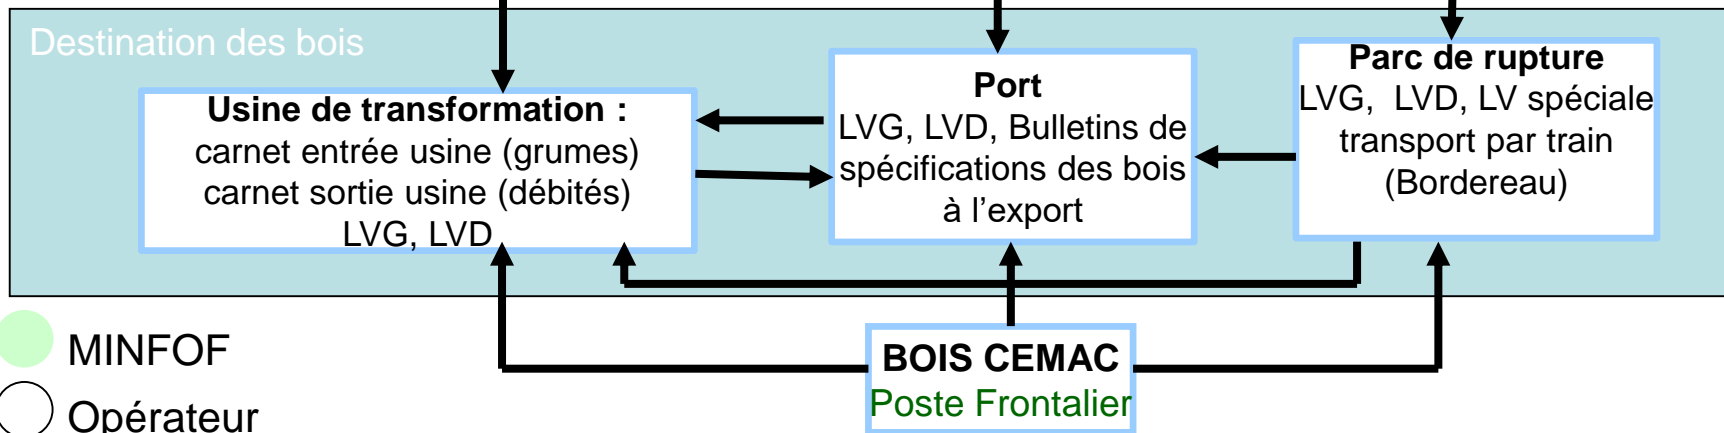 Destination des bois
Usine de transformation :
carnet entrée usine (grumes)
carnet sortie usine (débités)
LVG, LVD
Port
LVG, LVD, Bulletins de
spécifications des bois
à l’export
Parc de rupture
LVG, LVD, LV spéciale
transport par train
(Bordereau)
BOIS CEMAC
Poste Frontalier
MINFOF
Opérateur